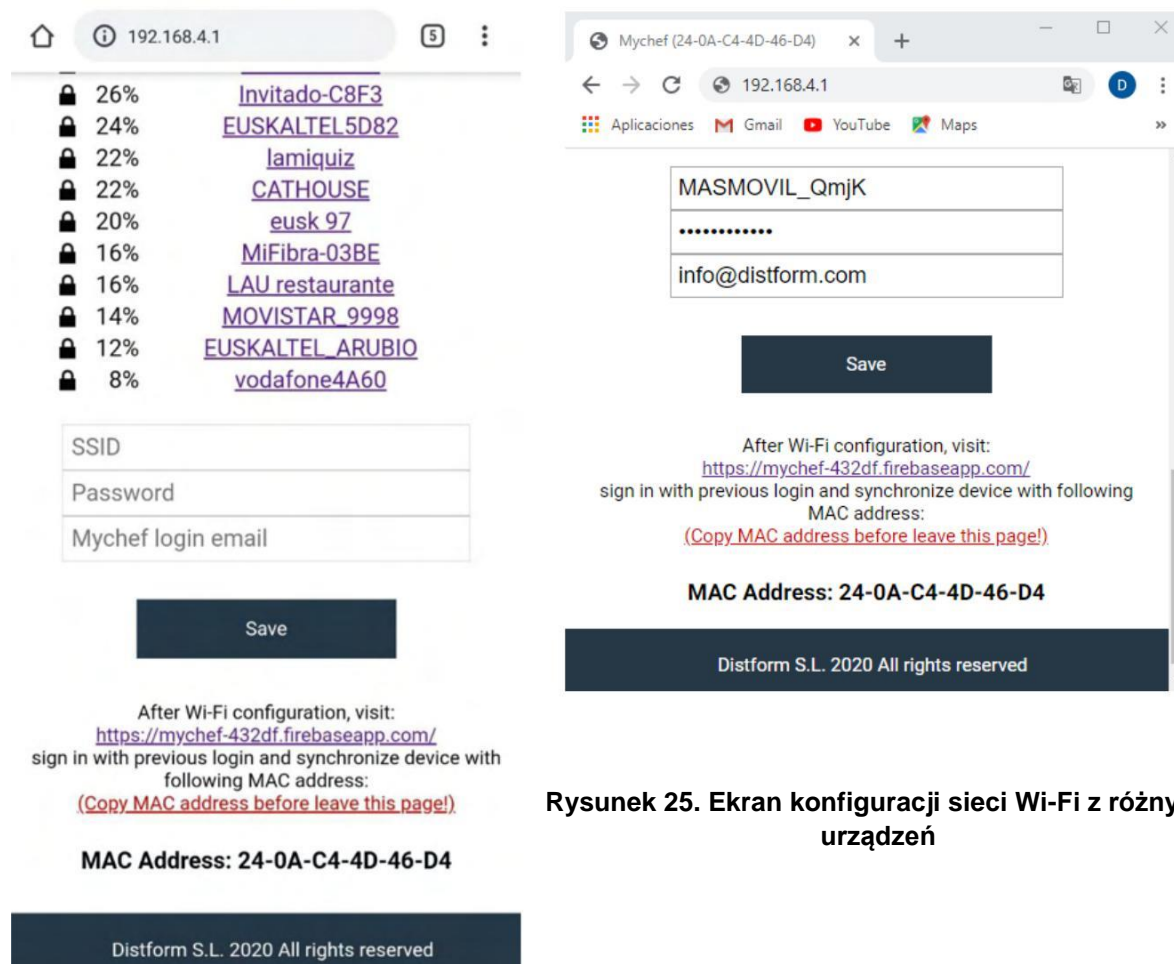 192.168.4.1
5
26% Invitado-C8F3
24% EUSKALTEL5D82
22% lamiquiz
22% CATHOUSE
20% eusk 97
16% MiFibra-03BE
16% LAU restaurante
14% MOVISTAR_9998
12% EUSKALTEL_ARUBIO
8% vodafone4A60
SSID
Password
Mychef login email
Save
After Wi-Fi configuration, visit:
https://mychef-432df.firebaseapp.com/
sign in with previous login and synchronize device with
following MAC address:
(Copy MAC address before leave this page!)
MAC Address: 24-0A-C4-4D-46-D4
Distform S.L. 2020 All rights reserved
Mychef (24-0A-C4-4D-46-D4)
192.168.4.1
D
Aplicaciones Gmail YouTube Maps
MASMOVIL_QmjK
••••••••••••
info@distform.com
Save
After Wi-Fi configuration, visit:
https://mychef-432df.firebaseapp.com/
sign in with previous login and synchronize device with following
MAC address:
(Copy MAC address before leave this page!)
MAC Address: 24-0A-C4-4D-46-D4
Distform S.L. 2020 All rights reserved
Rysunek 25. Ekran konfiguracji sieci Wi-Fi z różny
urządzeń